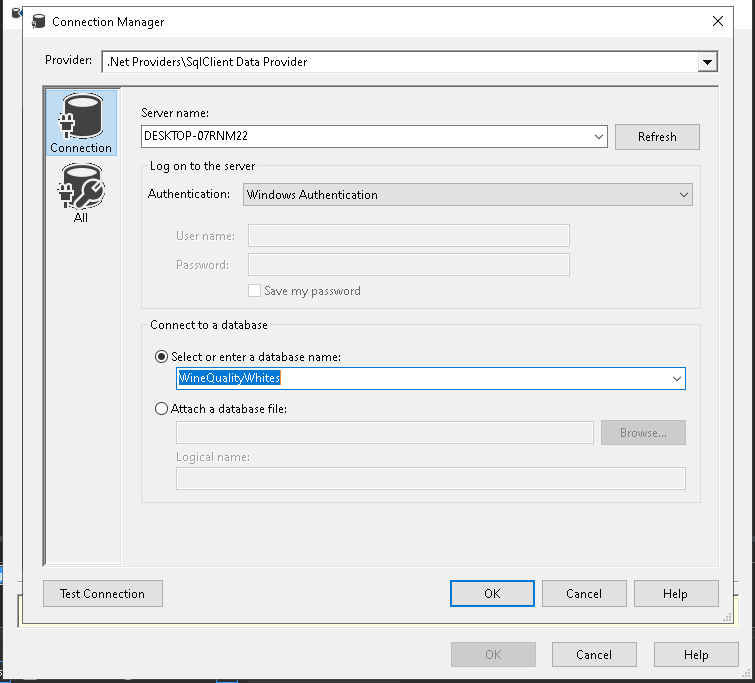 Connection Manager
Provider: .Net Providers\SqlClient Data Provider
Connection
All
Server name:
DESKTOP-07RNM22
Refresh
Log on to the server
Authentication: Windows Authentication
User name:
Password:
Save my password
Connect to a database
Select or enter a database name:
WineQualityWhites
Attach a database file:
Browse...
Logical name:
Test Connection
OK
Cancel
Help
OK
Cancel
Help